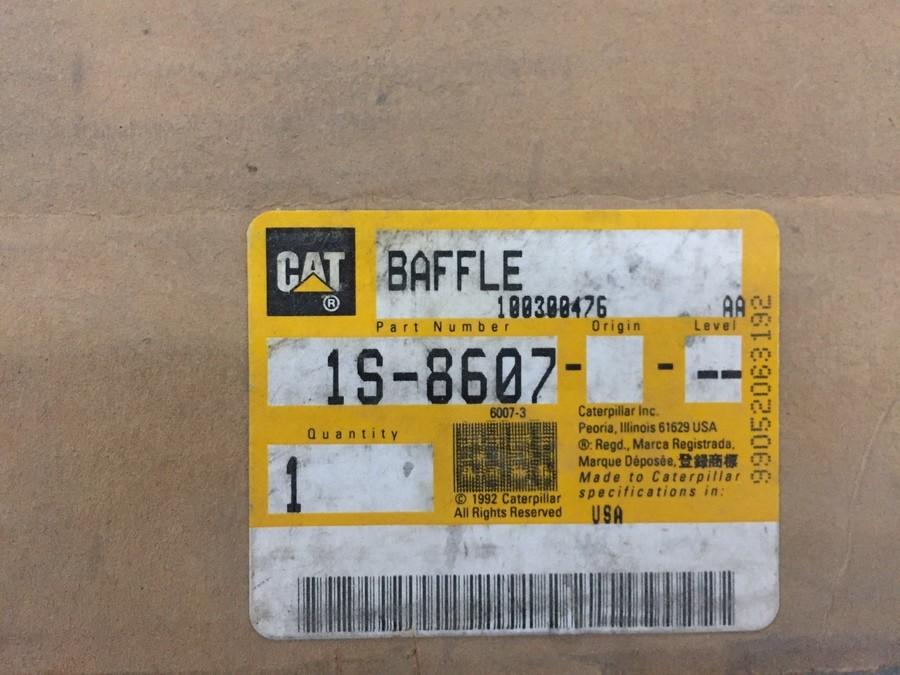 CAT
®
BAFFLE
100300476 AA
Part Number Origin Level
1S-8607- - --
6007-3
Quantity
1
© 1992 Caterpillar
All Rights Reserved
Caterpillar Inc.
Peoria, Illinois 61629 USA
®: Regd., Marca Registrada,
Marque Déposée, 登録商標
Made to Caterpillar
specifications in:
USA
99052063192